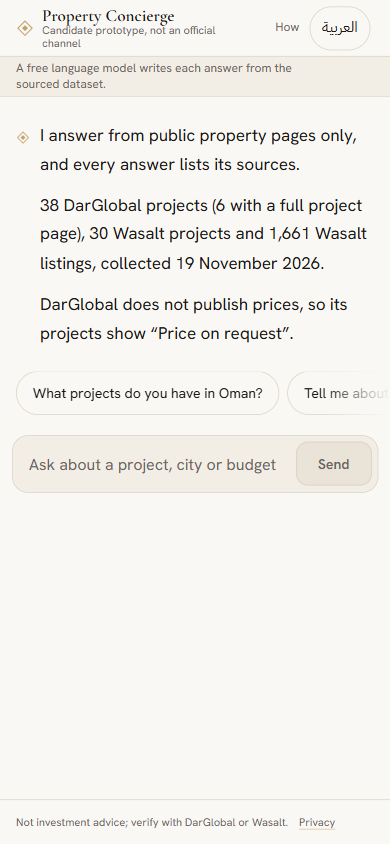 Property Concierge
Candidate prototype, not an official
channel
How
العربية
A free language model writes each answer from the
sourced dataset.
I answer from public property pages only,
and every answer lists its sources.
38 DarGlobal projects (6 with a full project
page), 30 Wasalt projects and 1,661 Wasalt
listings, collected 19 November 2026.
DarGlobal does not publish prices, so its
projects show “Price on request”.
What projects do you have in Oman?
Tell me about
Ask about a project, city or budget
Send
Not investment advice; verify with DarGlobal or Wasalt.
Privacy